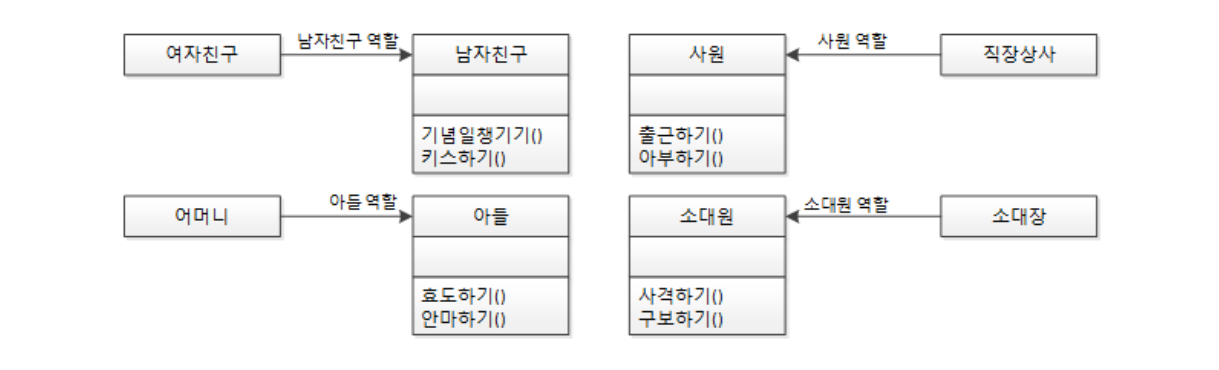 여자친구
남자친구 역할
남자친구
기념일챙기기()
키스하기()
사원
출근하기()
아부하기()
사원 역할
직장상사
어머니
아들 역할
아들
효도하기()
안마하기()
소대원
사격하기()
구보하기()
소대원 역할
소대장